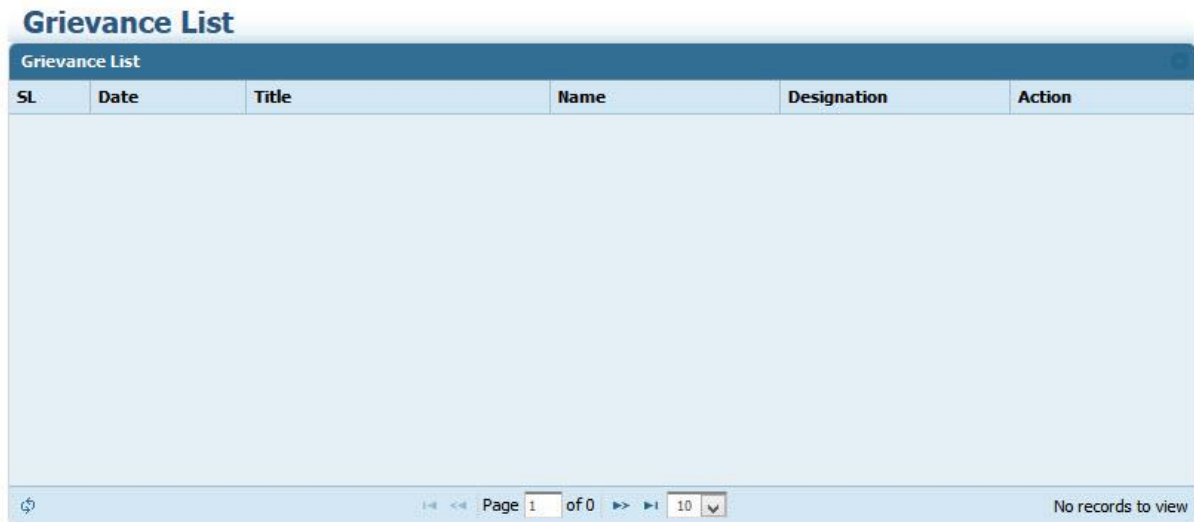 Grievance List
Grievance List
SL Date Title Name Designation Action
Page 1 of 0 10 No records to view